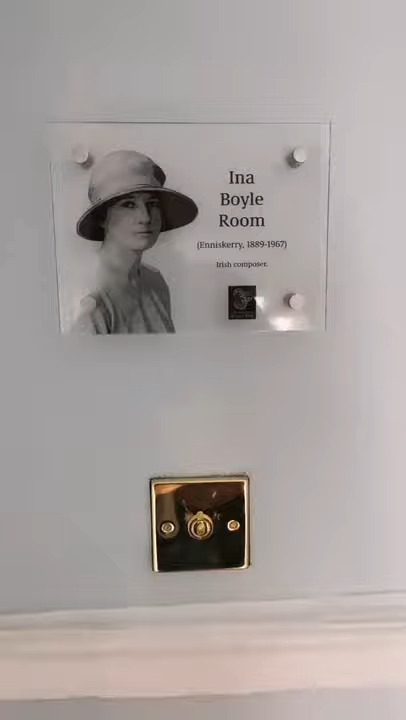 Ina
Boyle
Room
(Enniskerry, 1889-1967)
Irish composer.